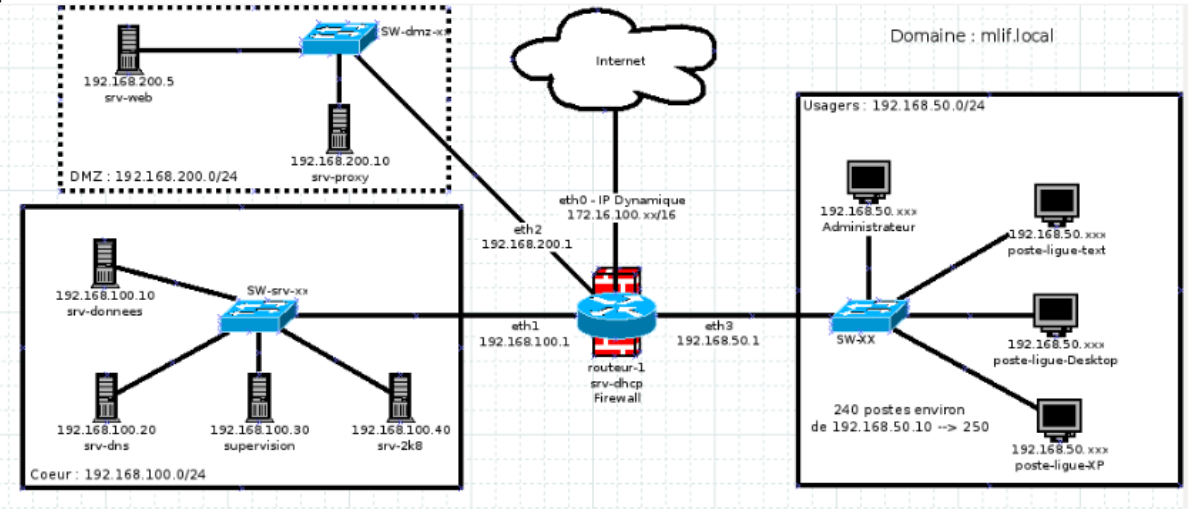 SW-dmz-xx
192.168.200.5
srv-web
192.168.200.10
srv-proxy
DMZ : 192.168.200.0/24
Internet
Domaine : mlif.local
eth0 - IP Dynamique
172.16.100.xx/16
eth2
192.168.200.1
Usagers : 192.168.50.0/24
192.168.50.xxx
Administrateur
192.168.50.xxx
poste-ligue-text
192.168.50.xxx
poste-ligue-Desktop
192.168.50.xxx
poste-ligue-XP
SW-XX
240 postes environ
de 192.168.50.10 --> 250
192.168.100.10
srv-donnees
SW-srv-xx
eth1
192.168.100.1
eth3
192.168.50.1
routeur-1
srv-dhcp
Firewall
192.168.100.20
srv-dns
192.168.100.30
supervision
192.168.100.40
srv-2k8
Coeur : 192.168.100.0/24